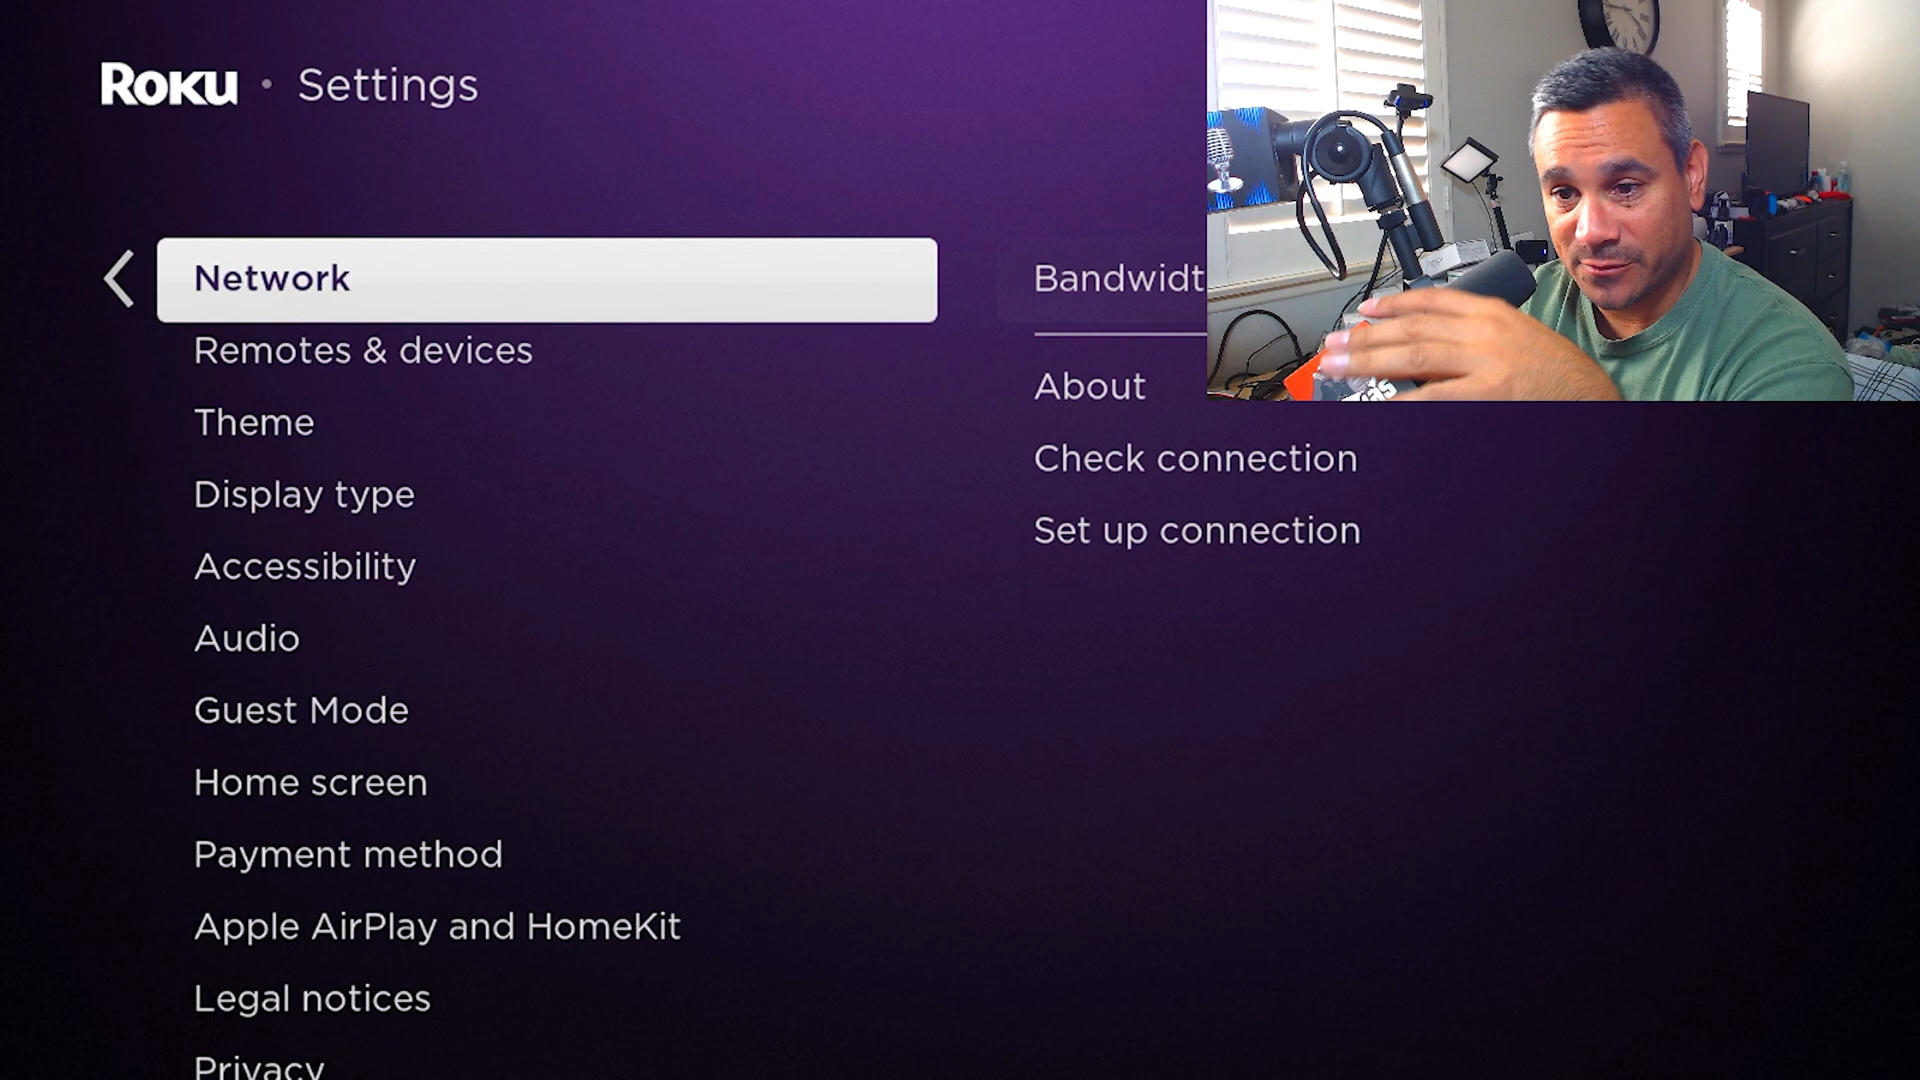 Roku • Settings
Network
Remotes & devices
Theme
Display type
Accessibility
Audio
Guest Mode
Home screen
Payment method
Apple AirPlay and HomeKit
Legal notices
Privacy
Bandwidt
About
Check connection
Set up connection